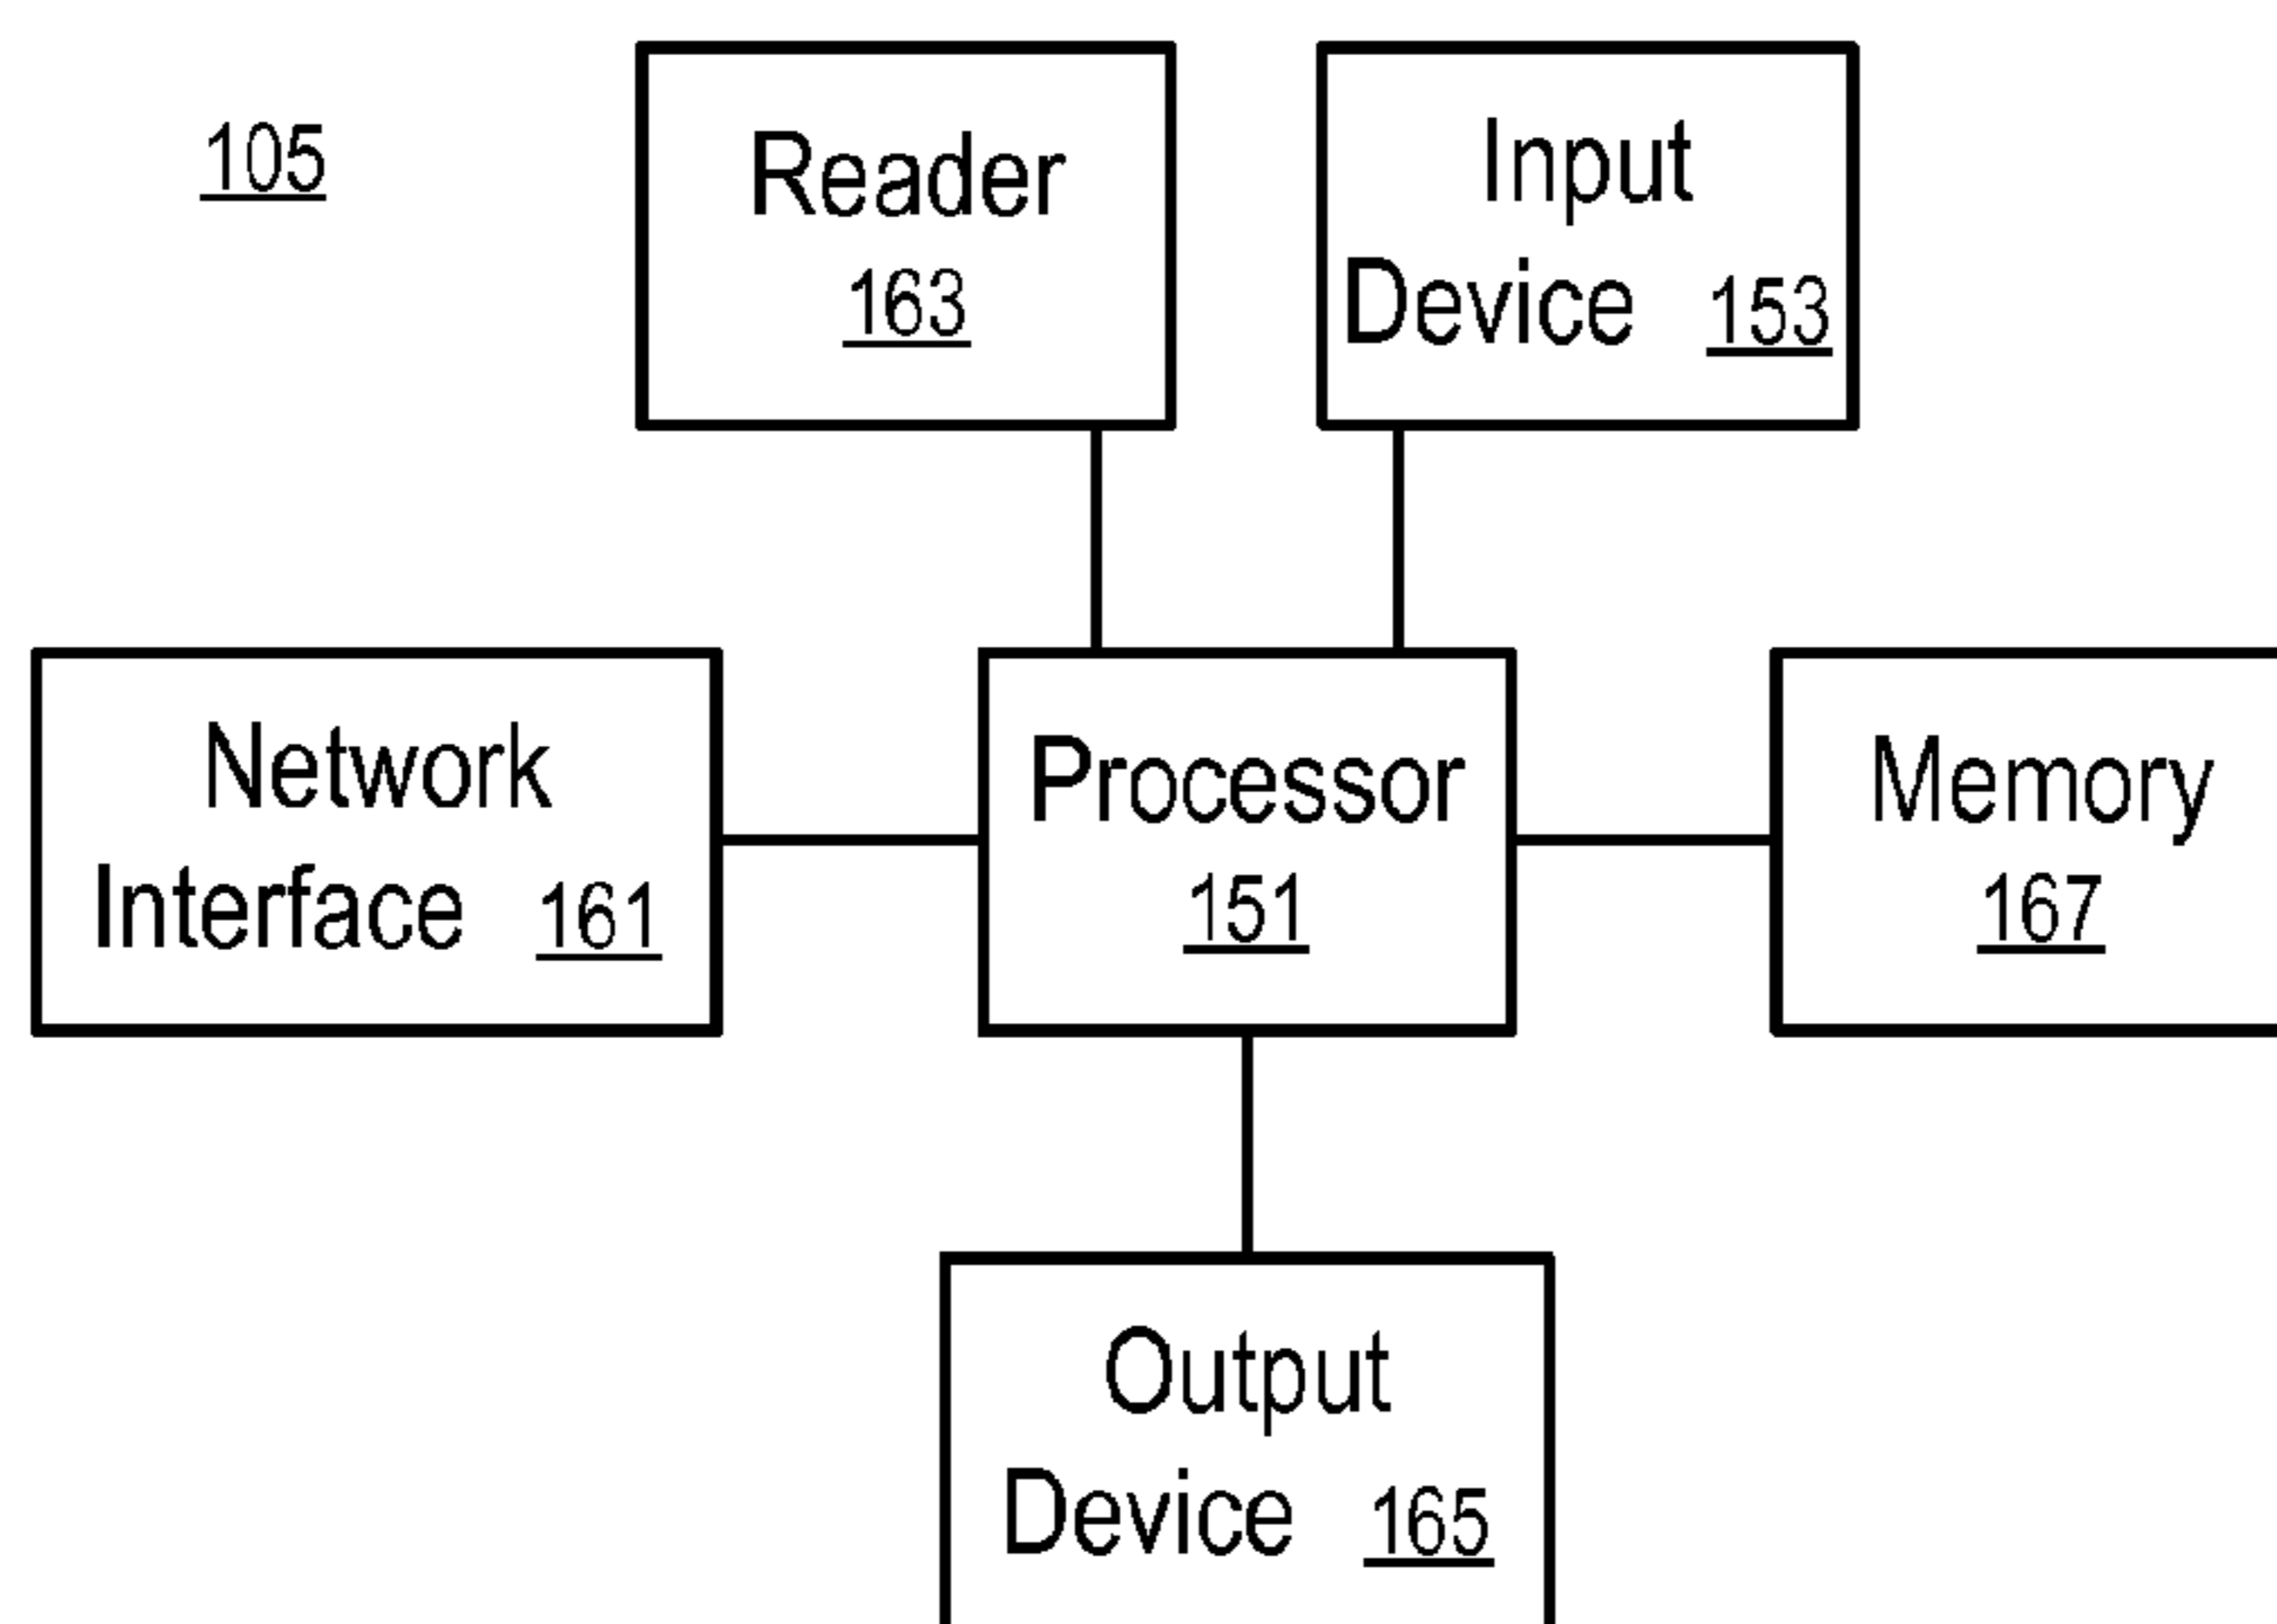 105
Reader
163
Input
Device 153
Network
Interface 161
Processor
151
Memory
167
Output
Device 165